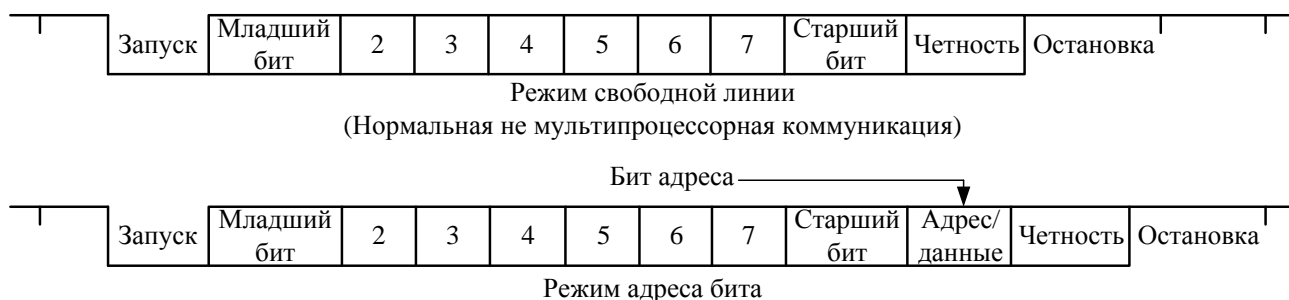 Запуск Младший бит 2 3 4 5 6 7 Старший бит Четность Остановка
Режим свободной линии
(Нормальная не мультипроцессорная коммуникация)
Бит адреса
Запуск Младший бит 2 3 4 5 6 7 Старший бит Адрес/ данные Четность Остановка
Режим адреса бита